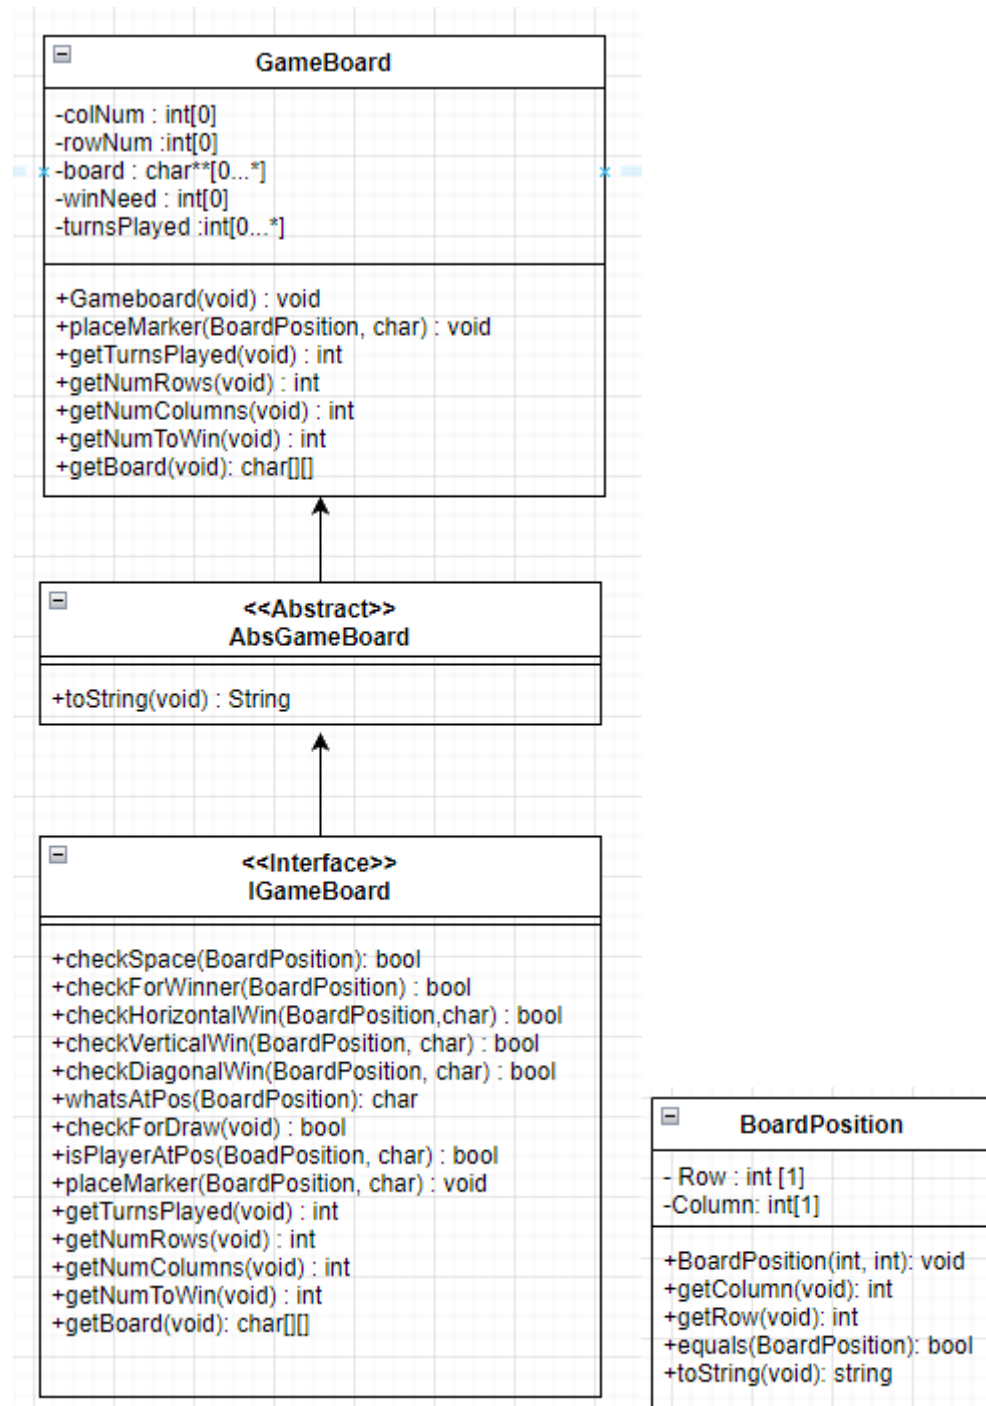 GameBoard
-colNum : int[0]
-rowNum :int[0]
-board : char**[0...*]
-winNeed : int[0]
-turnsPlayed :int[0...*]
+Gameboard(void) : void
+placeMarker(BoardPosition, char) : void
+getTurnsPlayed(void) : int
+getNumRows(void) : int
+getNumColumns(void) : int
+getNumToWin(void) : int
+getBoard(void): char[][]
<<Abstract>>
AbsGameBoard
+toString(void) : String
<<Interface>>
IGameBoard
+checkSpace(BoardPosition): bool
+checkForWinner(BoardPosition) : bool
+checkHorizontalWin(BoardPosition,char) : bool
+checkVerticalWin(BoardPosition, char) : bool
+checkDiagonalWin(BoardPosition, char) : bool
+whatsAtPos(BoardPosition): char
+checkForDraw(void) : bool
+isPlayerAtPos(BoadPosition, char) : bool
+placeMarker(BoardPosition, char) : void
+getTurnsPlayed(void) : int
+getNumRows(void) : int
+getNumColumns(void) : int
+getNumToWin(void) : int
+getBoard(void): char[][]
BoardPosition
- Row : int [1]
-Column: int[1]
+BoardPosition(int, int): void
+getColumn(void): int
+getRow(void): int
+equals(BoardPosition): bool
+toString(void): string